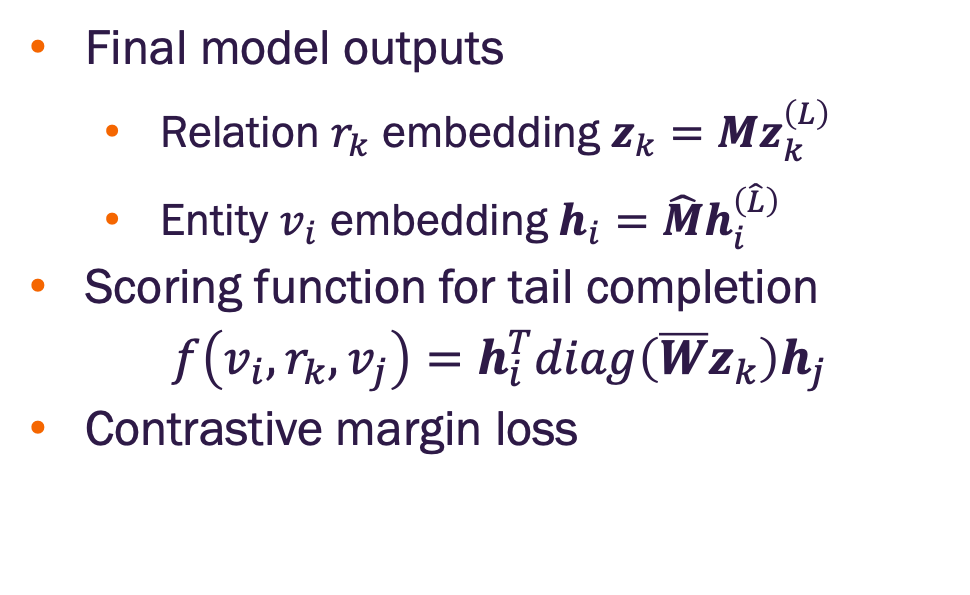 • Final model outputs
• Relation $r_k$ embedding $\boldsymbol{z}_k = \boldsymbol{M}\boldsymbol{z}_k^{(L)}$
• Entity $v_i$ embedding $\boldsymbol{h}_i = \widehat{\boldsymbol{M}}\boldsymbol{h}_i^{(\hat{L})}$
• Scoring function for tail completion
$f(v_i, r_k, v_j) = \boldsymbol{h}_i^T diag(\overline{\boldsymbol{W}}\boldsymbol{z}_k)\boldsymbol{h}_j$
• Contrastive margin loss